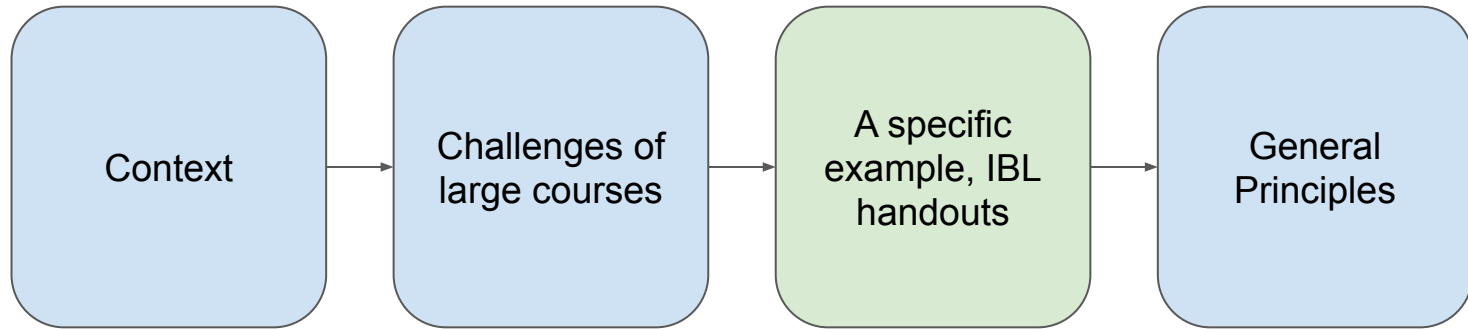 Context
Challenges of
large courses
A specific
example, IBL
handouts
General
Principles